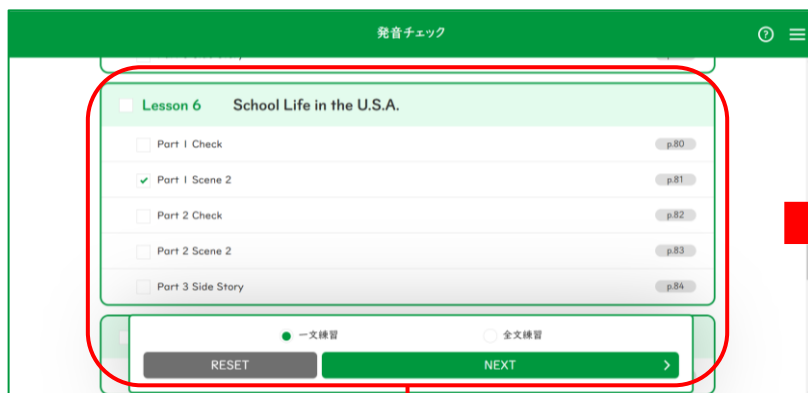 発音チェック
Lesson 6 School Life in the U.S.A.
Part 1 Check p.80
Part 1 Scene 2 p.81
Part 2 Check p.82
Part 2 Scene 2 p.83
Part 3 Side Story p.84
一文練習 全文練習
RESET NEXT